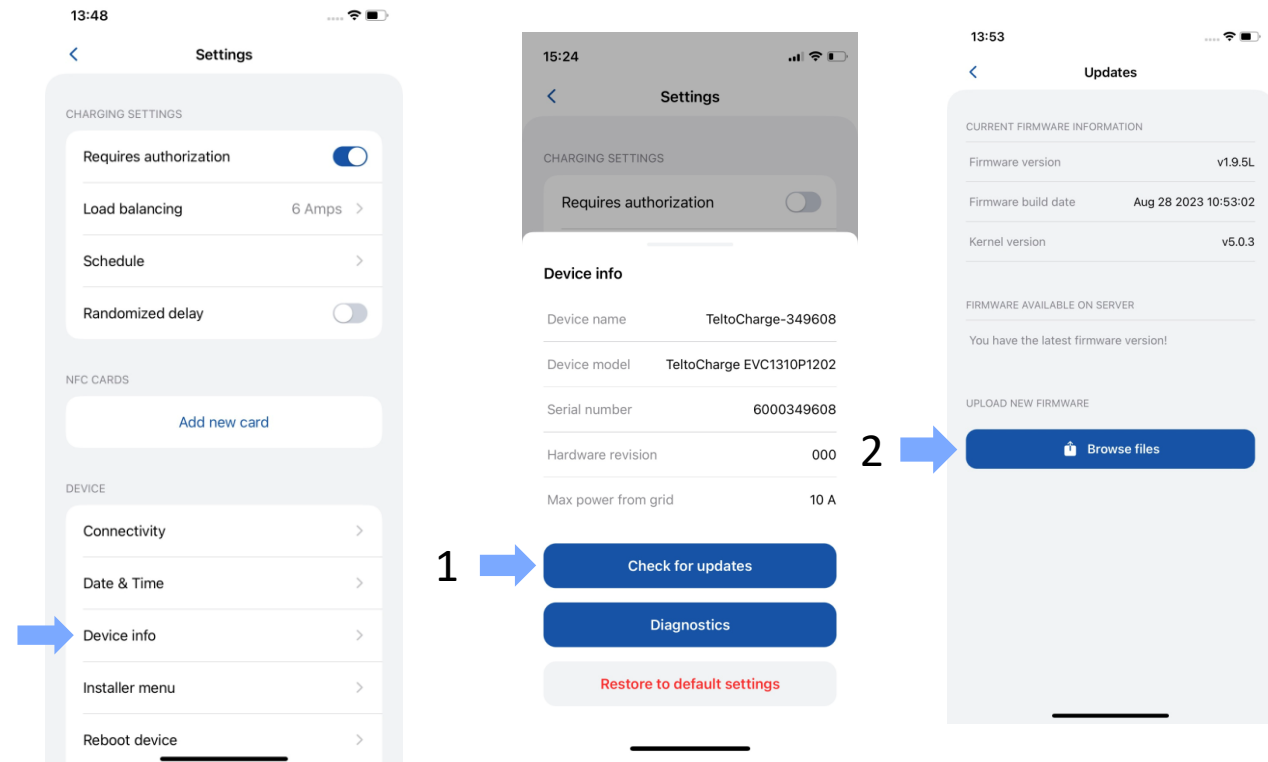 13:48
Settings
CHARGING SETTINGS
Requires authorization
Load balancing 6 Amps
Schedule
Randomized delay
NFC CARDS
Add new card
DEVICE
Connectivity
Date & Time
Device info
Installer menu
Reboot device
15:24
Settings
CHARGING SETTINGS
Requires authorization
Device info
Device name TeltoCharge-349608
Device model TeltoCharge EVC1310P1202
Serial number 6000349608
Hardware revision 000
Max power from grid 10 A
1
Check for updates
Diagnostics
Restore to default settings
13:53
Updates
CURRENT FIRMWARE INFORMATION
Firmware version v1.9.5L
Firmware build date Aug 28 2023 10:53:02
Kernel version v5.0.3
FIRMWARE AVAILABLE ON SERVER
You have the latest firmware version!
UPLOAD NEW FIRMWARE
2
Browse files